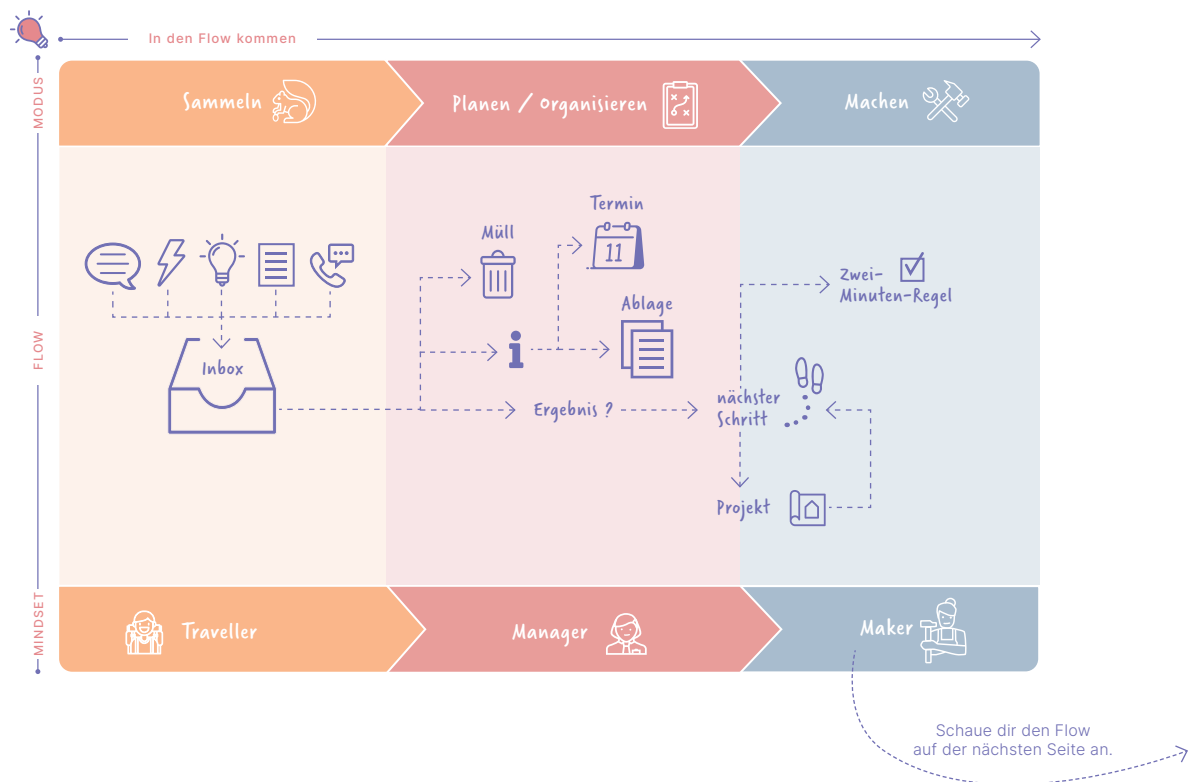 In den Flow kommen
MODUS
Sammeln
Planen / Organisieren
Machen
FLOW
Termin
11
Müll
Zwei-
Minuten-Regel
Ablage
Inbox
Ergebnis ?
nächster
Schritt
Projekt
MINDSET
Traveller
Manager
Maker
Schaue dir den Flow
auf der nächsten Seite an.